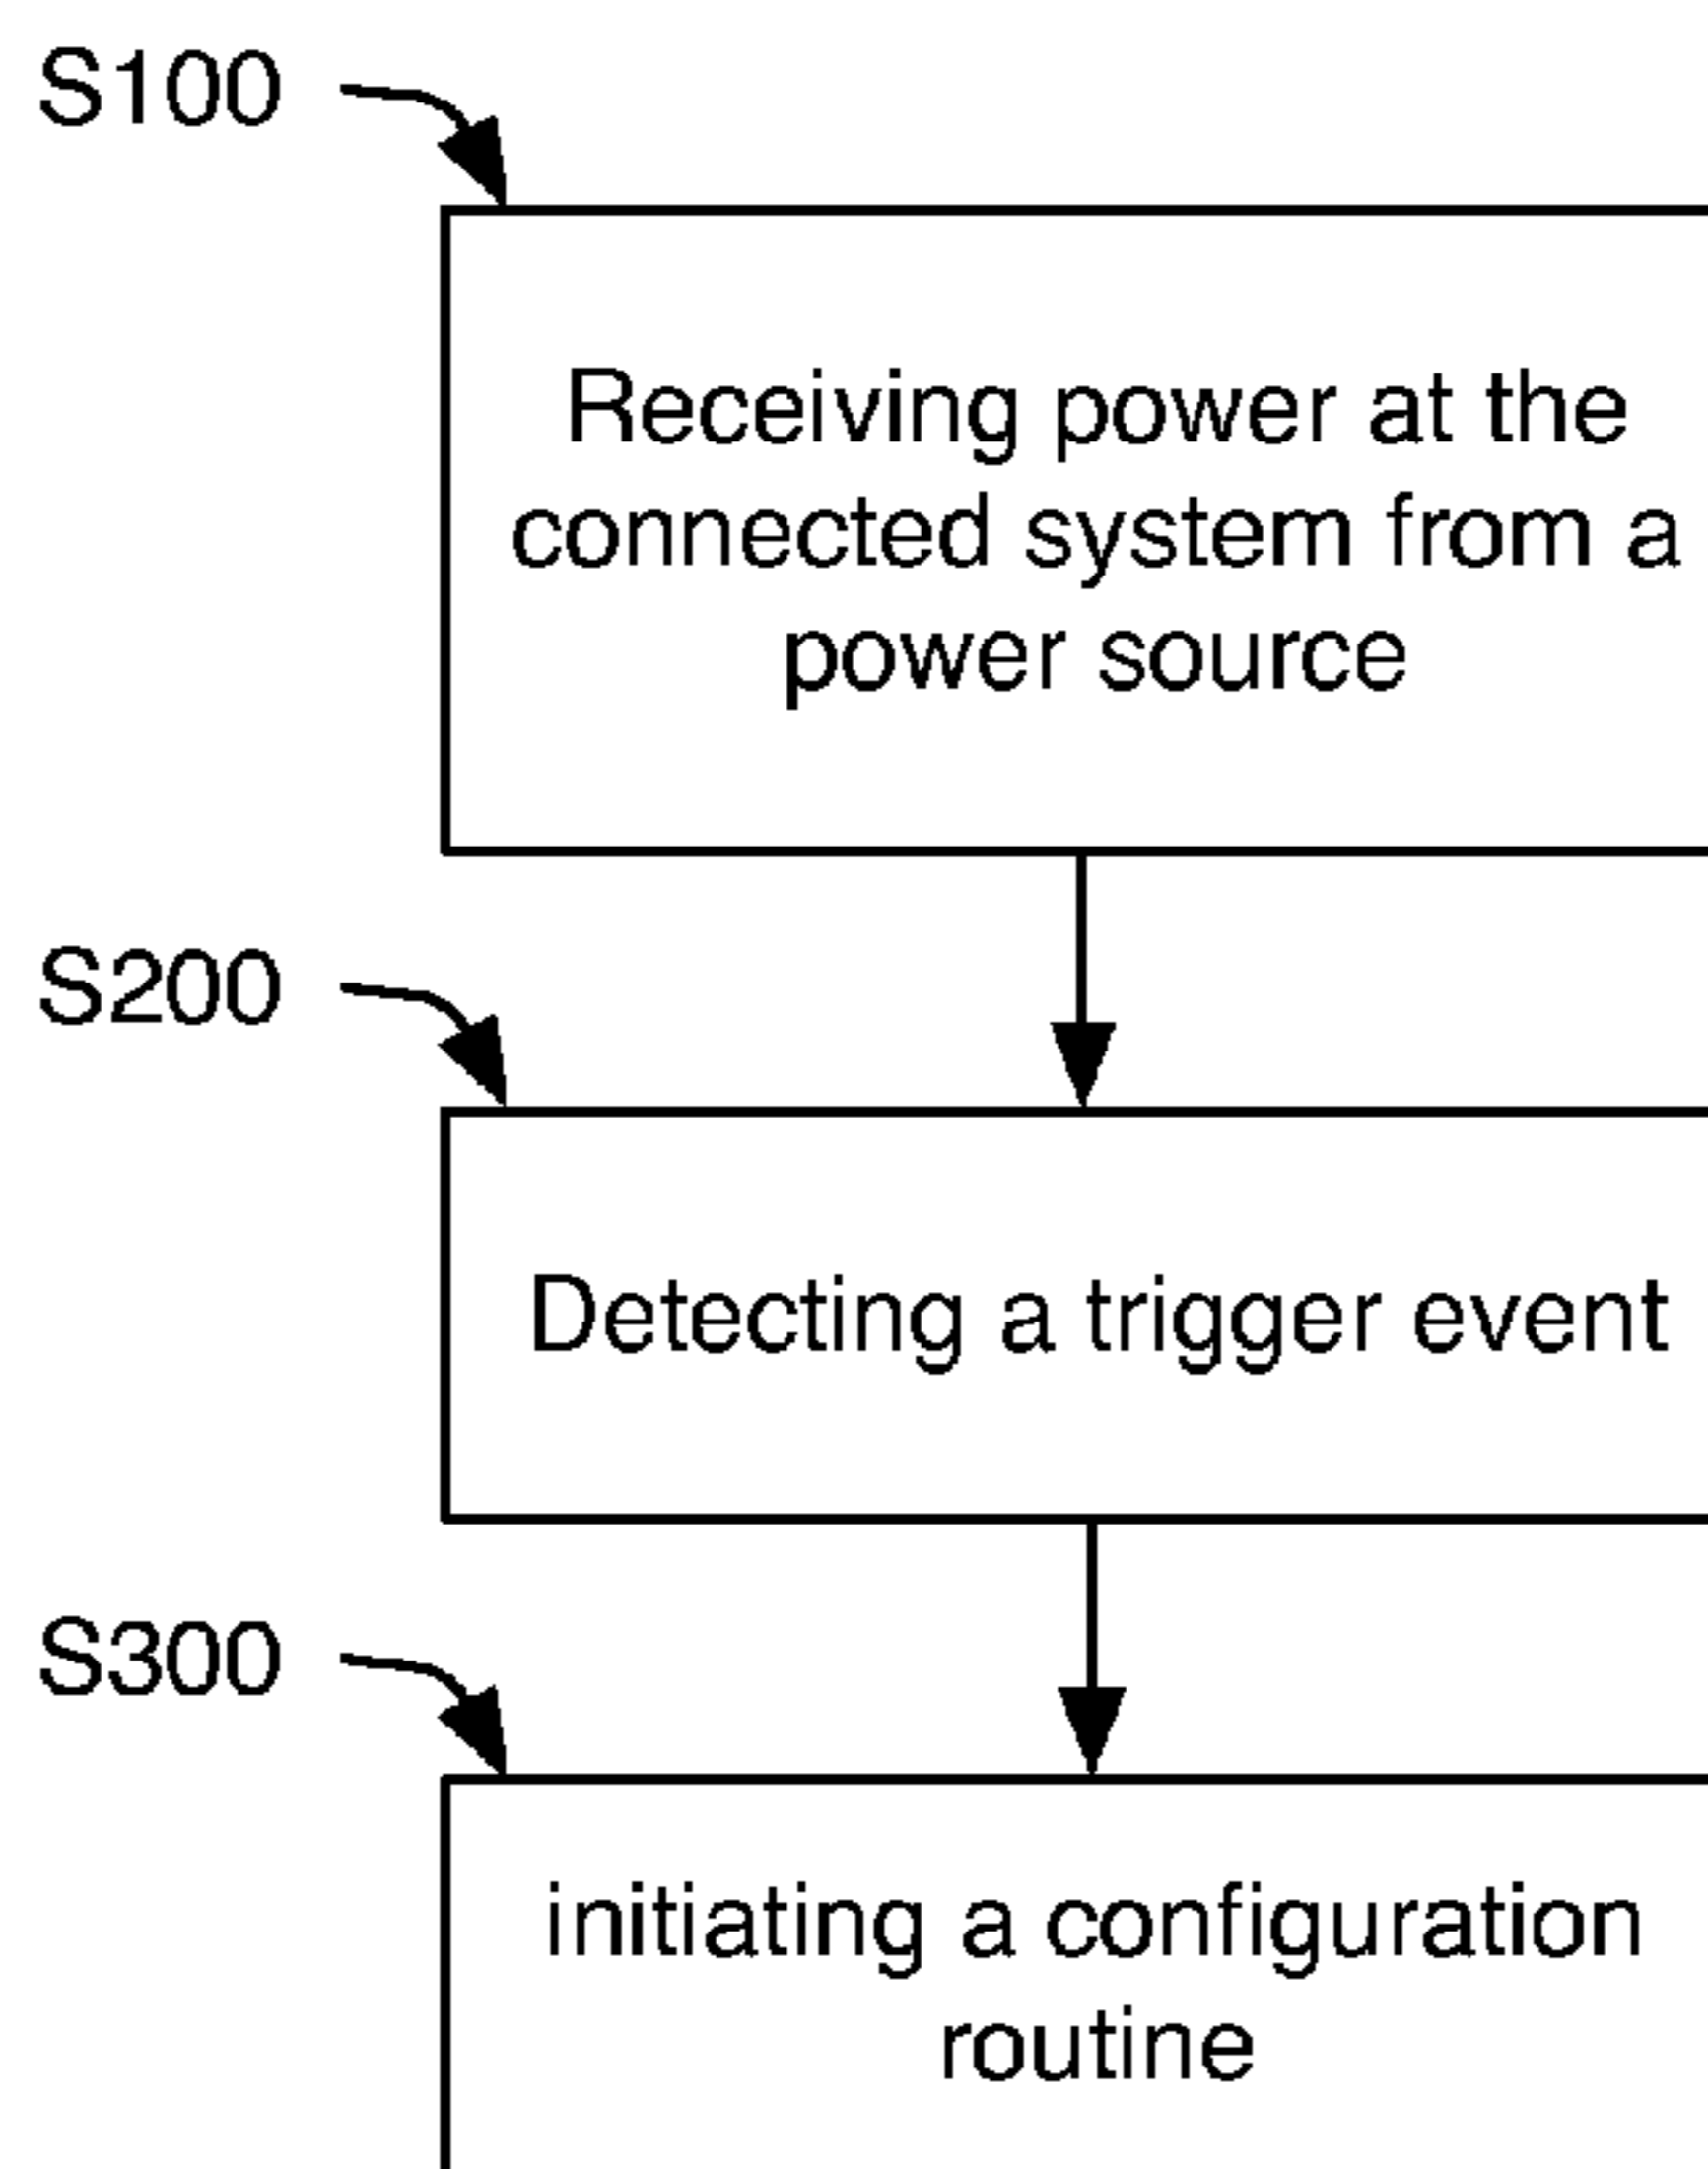 S100
Receiving power at the
connected system from a
power source
S200
Detecting a trigger event
S300
initiating a configuration
routine